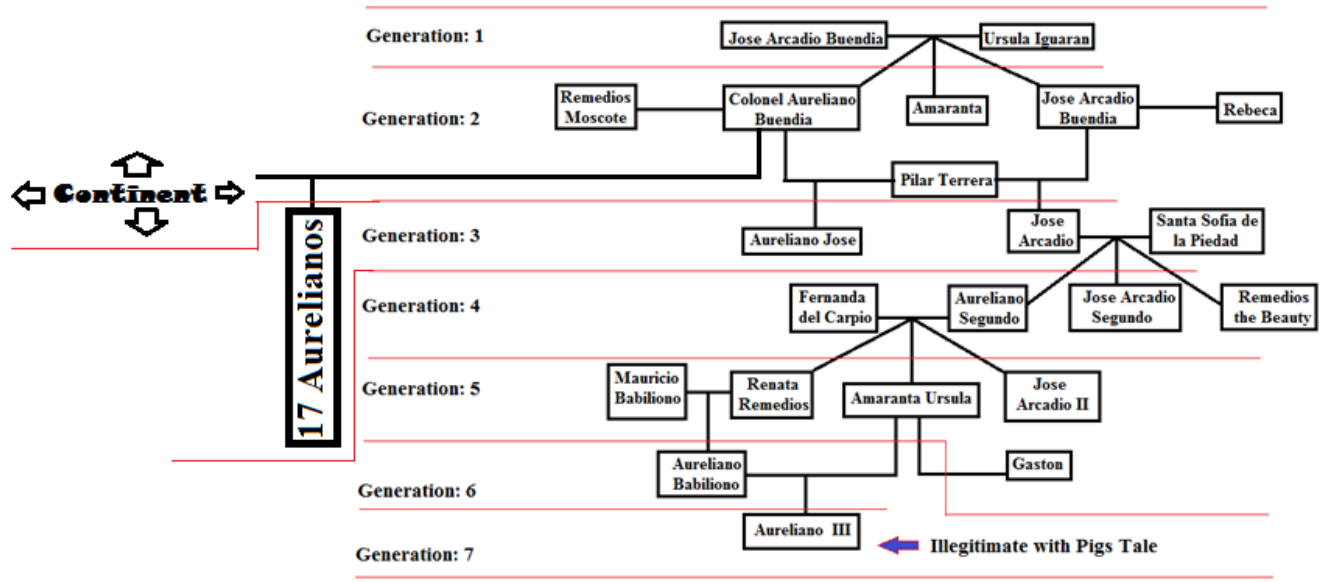 Generation: 1
Jose Arcadio Buendia
Ursula Iguaran
Generation: 2
Remedios
Moscote
Colonel Aureliano
Buendia
Amaranta
Jose Arcadio
Buendia
Rebeca
Continent
Pilar Terrera
17 Aurelianos
Generation: 3
Aureliano Jose
Jose
Arcadio
Santa Sofia de
la Piedad
Generation: 4
Fernanda
del Carpio
Aureliano
Segundo
Jose Arcadio
Segundo
Remedios
the Beauty
Generation: 5
Mauricio
Babiliono
Renata
Remedios
Amaranta Ursula
Jose
Arcadio II
Generation: 6
Aureliano
Babiliono
Gaston
Generation: 7
Aureliano III
Illegitimate with Pigs Tale